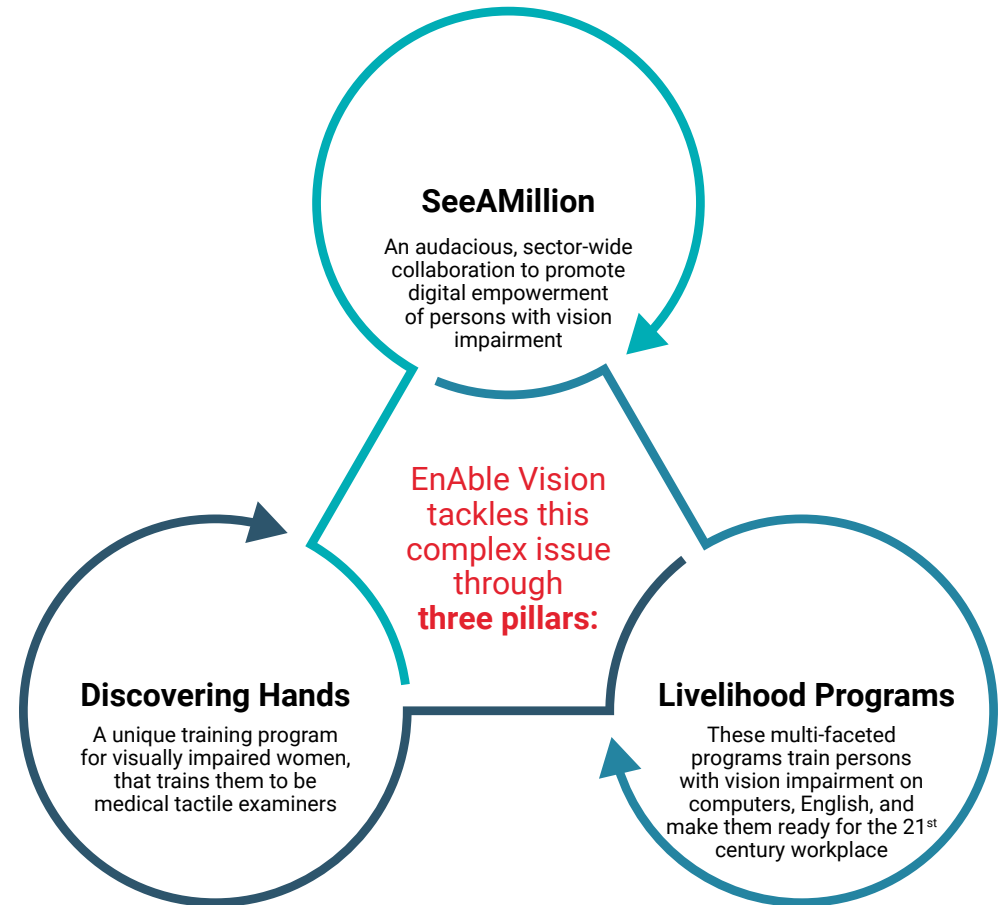 SeeAMillion
An audacious, sector-wide
collaboration to promote
digital empowerment
of persons with vision
impairment
EnAble Vision
tackles this
complex issue
through
three pillars:
Discovering Hands
A unique training program
for visually impaired women,
that trains them to be
medical tactile examiners
Livelihood Programs
These multi-faceted
programs train persons
with vision impairment on
computers, English, and
make them ready for the 21st
century workplace